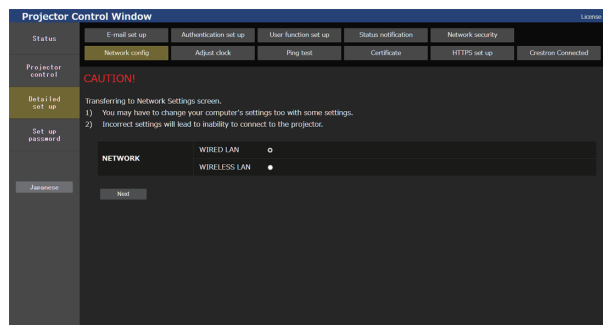 Projector Control Window
License
Status
E-mail set up
Authentication set up
User function set up
Status notification
Network security
Network config
Adjust clock
Ping test
Certificate
HTTPS set up
Crestron Connected
Projector
control
Detailed
set up
Set up
password
Japanese
CAUTION!
Transferring to Network Settings screen.
1) You may have to change your computer's settings too with some settings.
2) Incorrect settings will lead to inability to connect to the projector.
NETWORK
WIRED LAN
WIRELESS LAN
Next